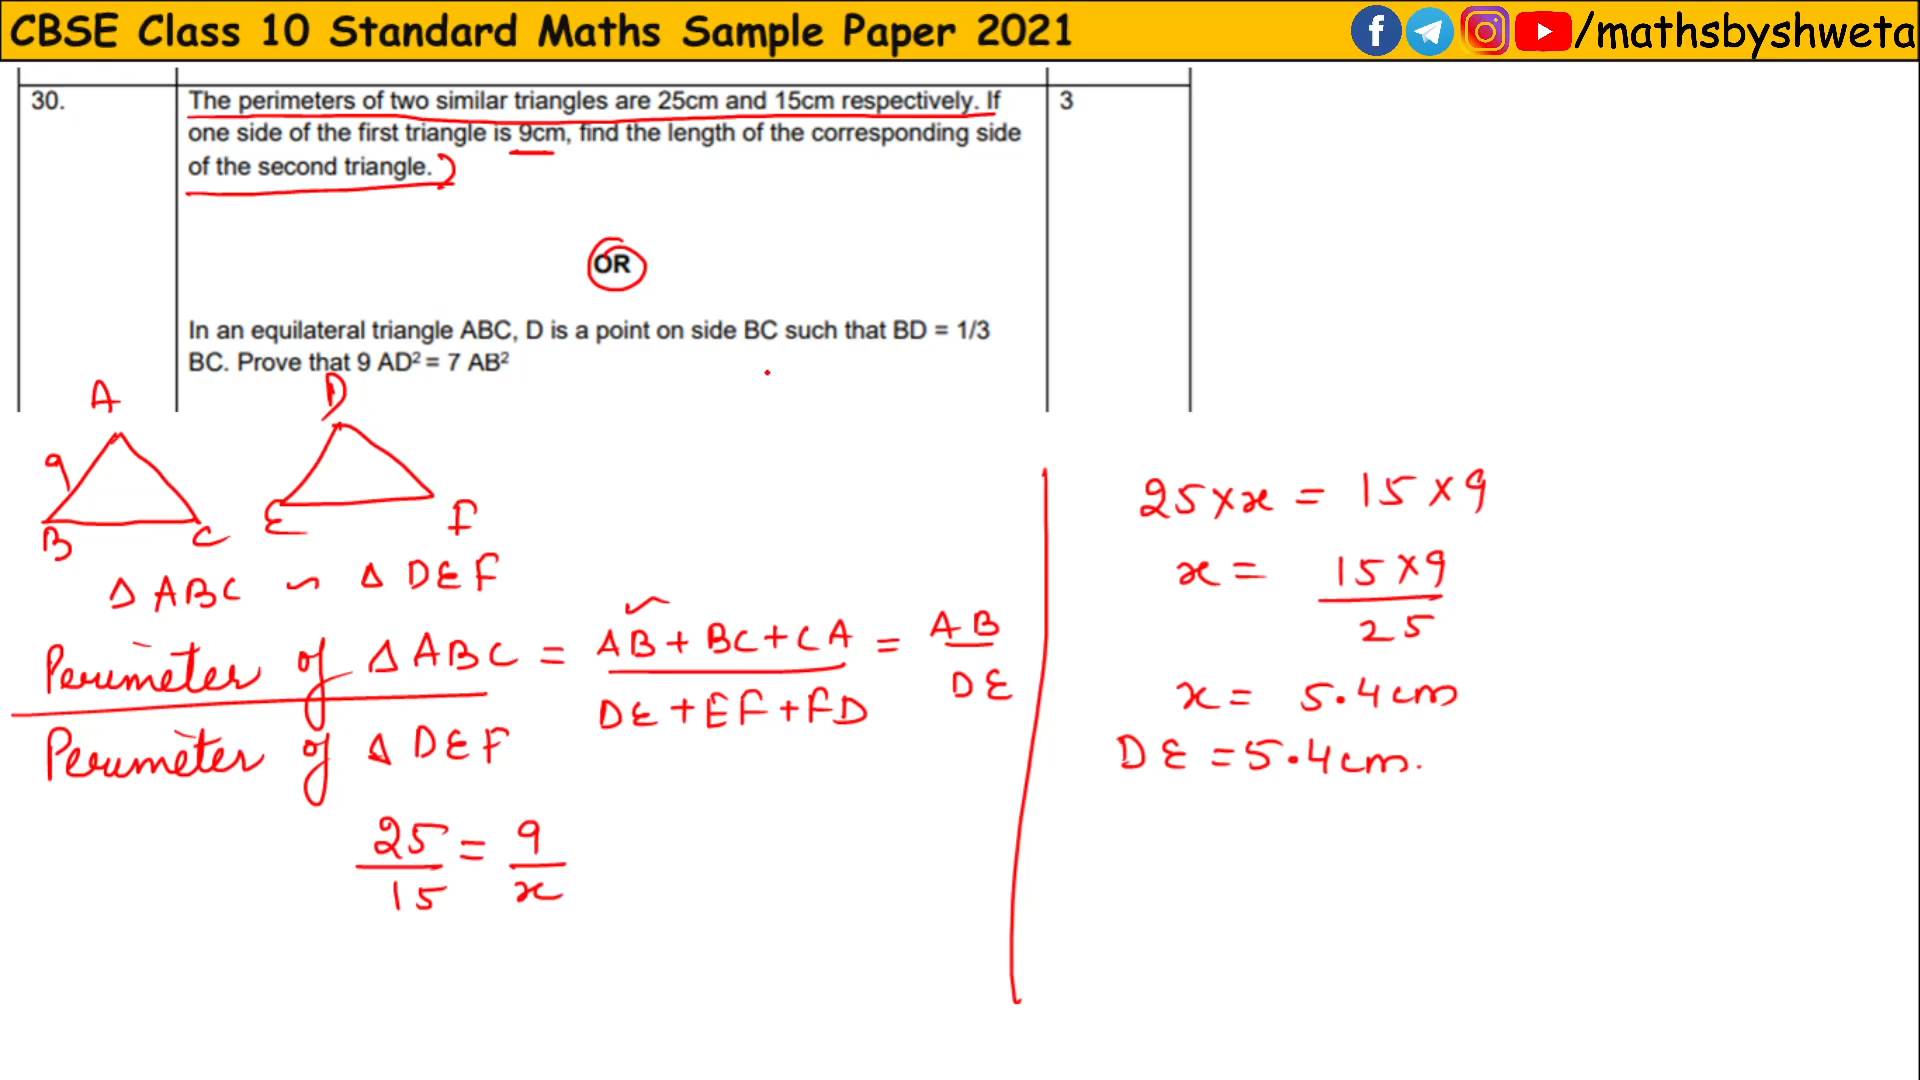 CBSE Class 10 Standard Maths Sample Paper 2021 /mathsbyshweta
30. The perimeters of two similar triangles are 25cm and 15cm respectively. If 3
one side of the first triangle is 9cm, find the length of the corresponding side
of the second triangle.
OR
In an equilateral triangle ABC, D is a point on side BC such that BD = 1/3
BC. Prove that 9 AD² = 7 AB²
A D
9
B C E F
Δ ABC ∽ Δ DEF
Perimeter of Δ ABC = AB + BC + CA = AB
Perimeter of Δ DEF DE + EF + FD DE
25 = 9
15 x
25 × x = 15 × 9
x = 15 × 9
25
x = 5.4 cm
DE = 5.4 cm.